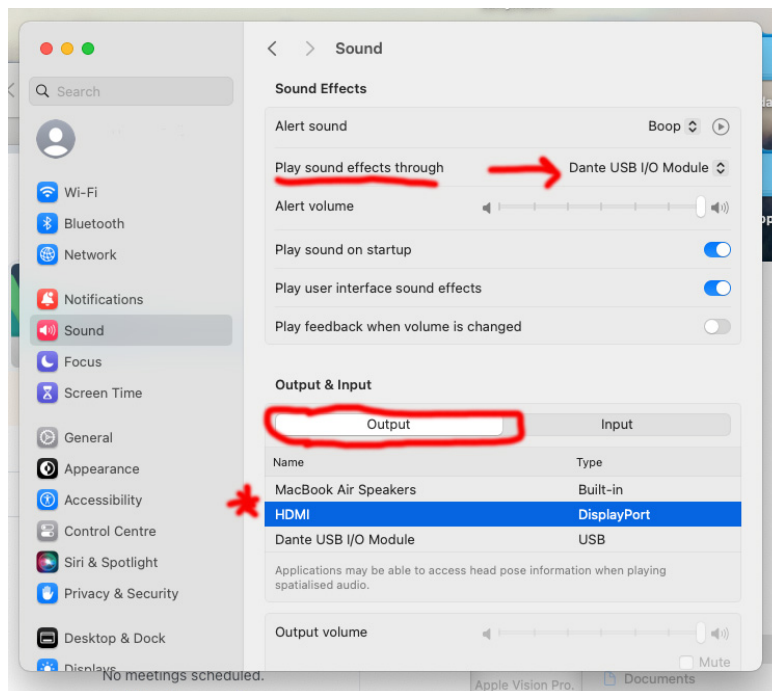 Sound
Search
Sound Effects
Alert sound Boop
Play sound effects through Dante USB I/O Module
Alert volume
Play sound on startup
Play user interface sound effects
Play feedback when volume is changed
Wi-Fi
Bluetooth
Network
Notifications
Sound
Focus
Screen Time
General
Appearance
Accessibility
Control Centre
Siri & Spotlight
Privacy & Security
Desktop & Dock
Displays
Output & Input
Output Input
Name Type
MacBook Air Speakers Built-in
HDMI DisplayPort
Dante USB I/O Module USB
Applications may be able to access head pose information when playing
spatialised audio.
Output volume
Mute
No meetings scheduled.
Apple Vision Pro.
Documents